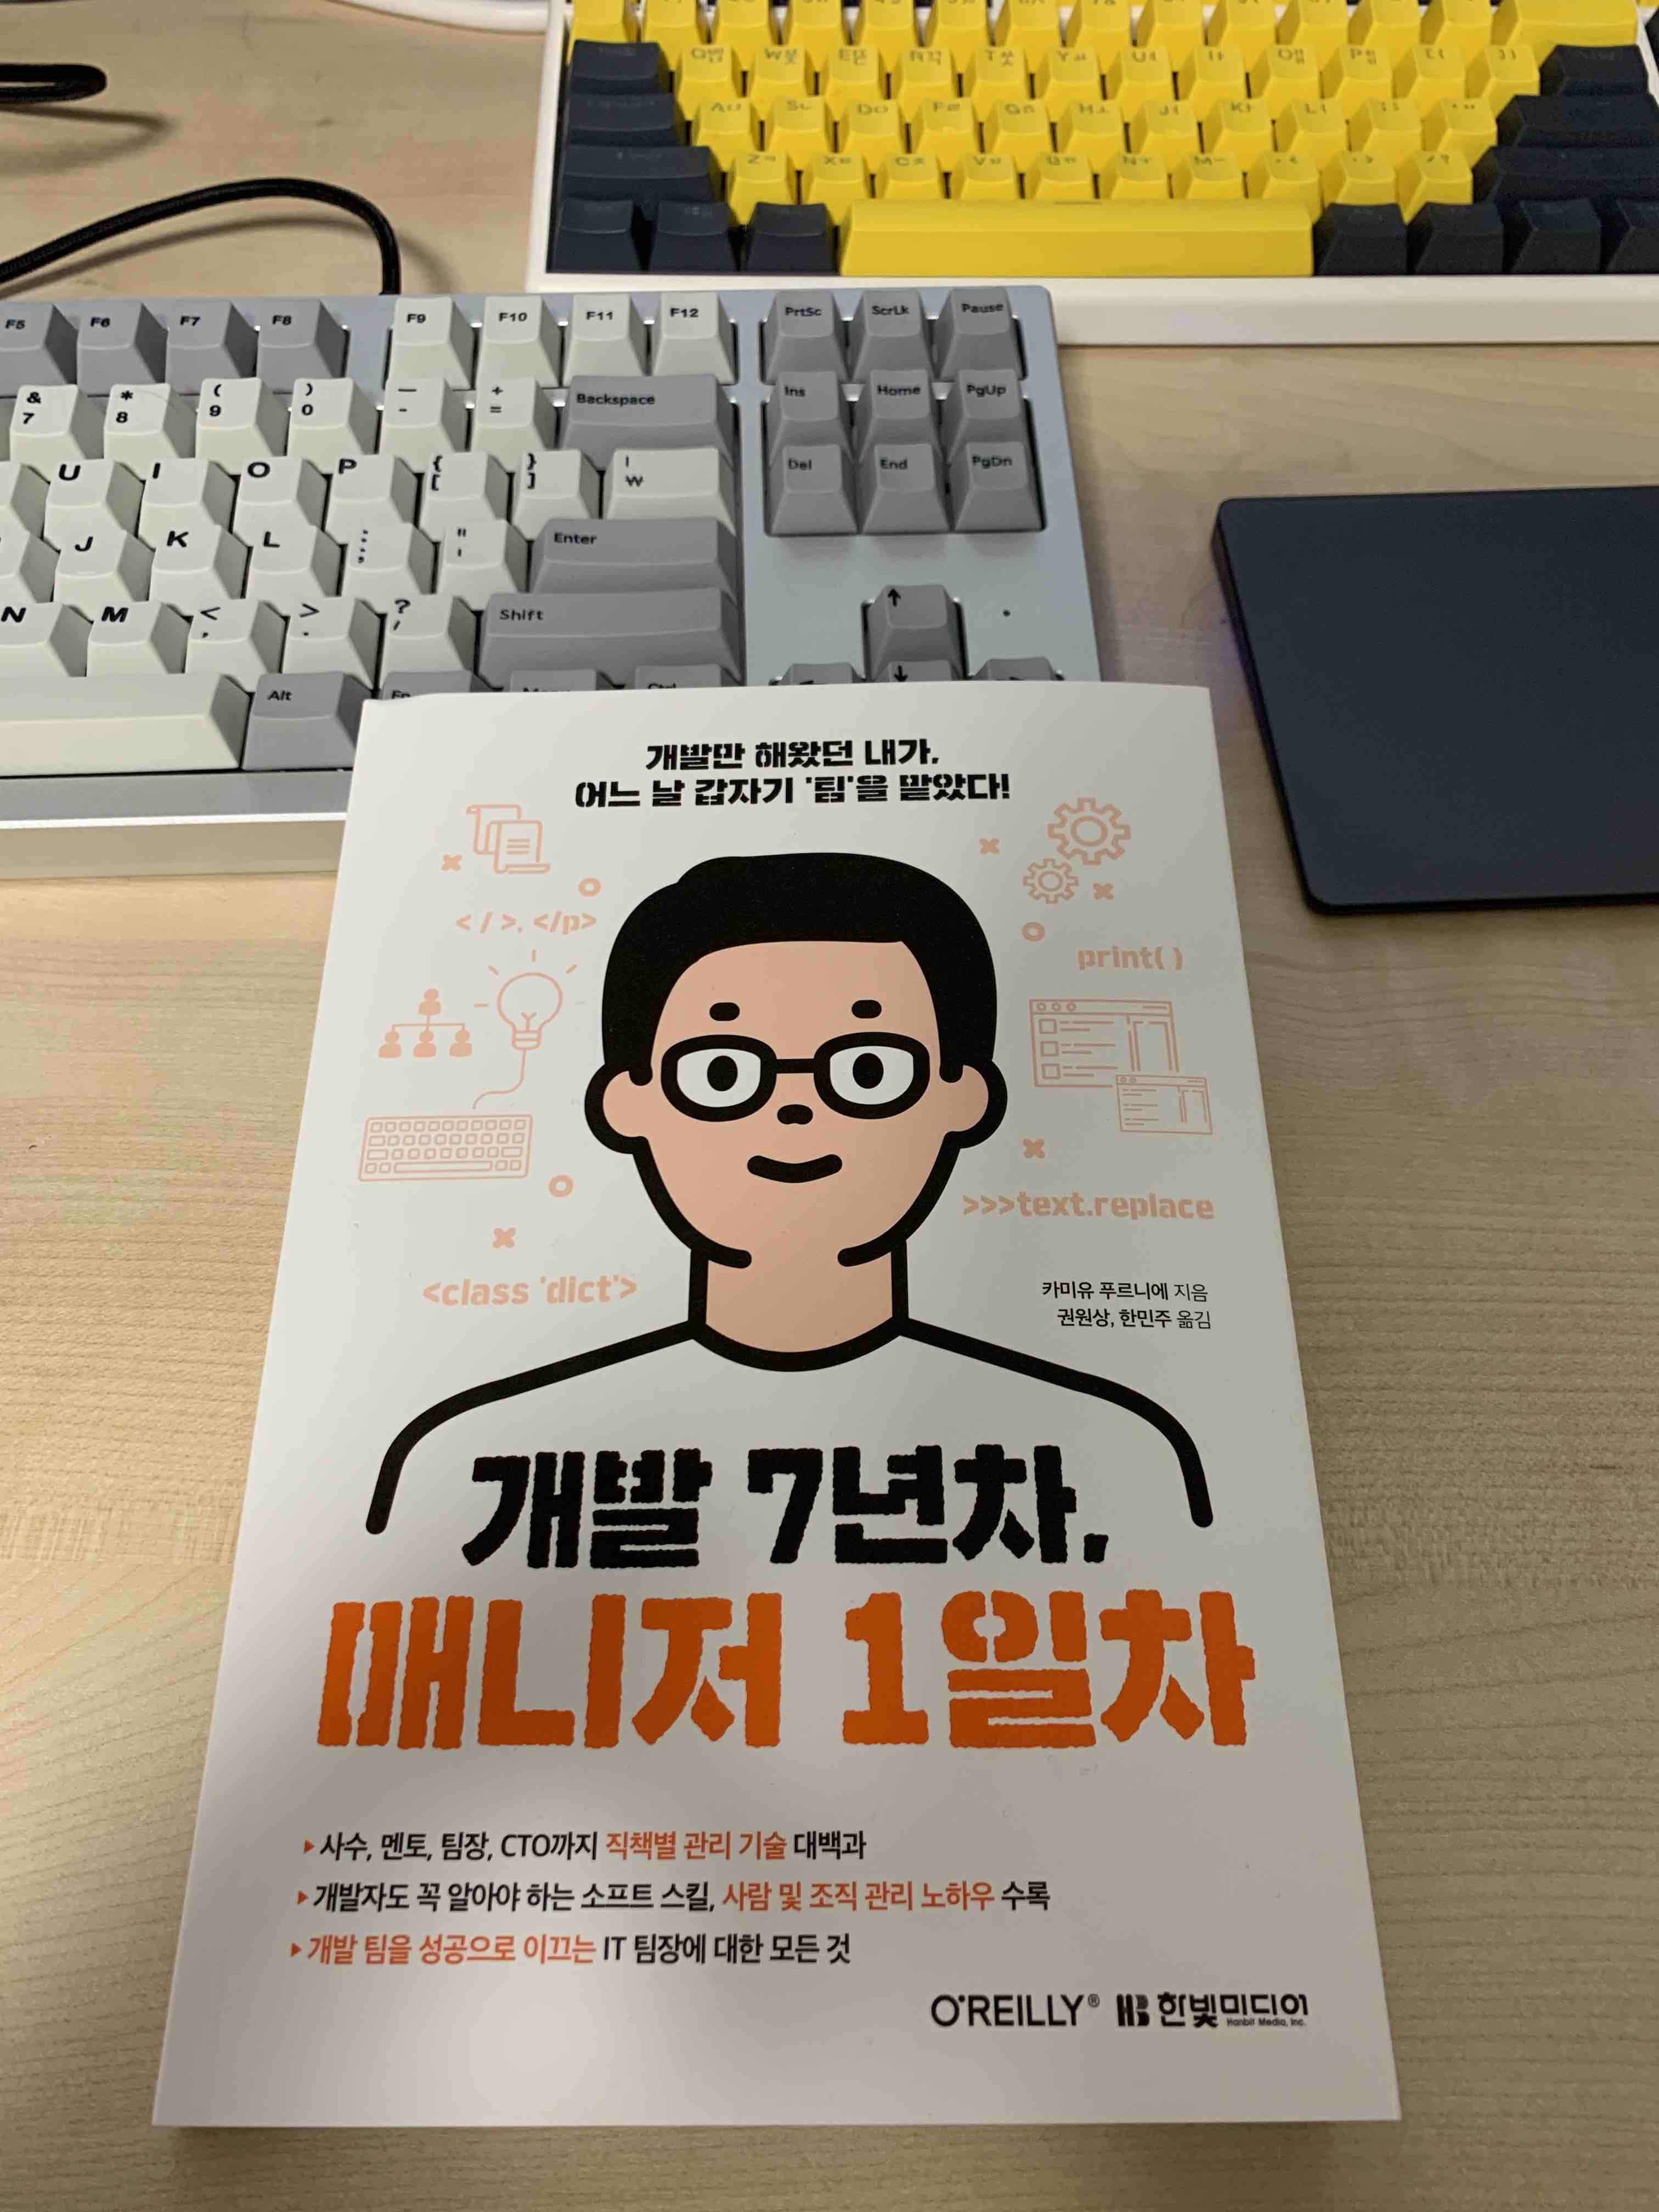 F5 F6 F7 F8 F9 F10 F11 F12 PrtSc ScrLk Pause
& 7 * 8 ( 9 ) 0 — - + = Backspace Ins Home PgUp
U I O P { [ } ] | ₩ Del End PgDn
J K L : ; " ' Enter
N M < , > . ? / Shift ↑
Alt Fn ↓
개발만 해왔던 내가,
어느 날 갑자기 '팀'을 맡았다!
</>, </p>
print( )
>>>text.replace
<class 'dict'>
카미유 푸르니에 지음
권원상, 한민주 옮김
개발 7년차,
매니저 1일차
▸ 사수, 멘토, 팀장, CTO까지 직책별 관리 기술 대백과
▸ 개발자도 꼭 알아야 하는 소프트 스킬, 사람 및 조직 관리 노하우 수록
▸ 개발 팀을 성공으로 이끄는 IT 팀장에 대한 모든 것
O'REILLY® HB 한빛미디어
Hanbit Media, Inc.